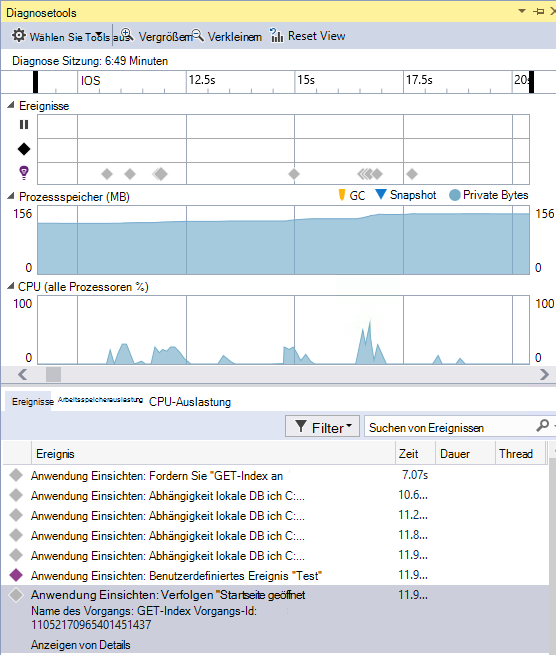 Diagnosetools
Wählen Sie Tools aus Vergrößern Verkleinern Reset View
Diagnose Sitzung: 6:49 Minuten
IOS 12.5s 15s 17.5s 20s
Ereignisse
Prozessspeicher (MB) GC Snapshot Private Bytes
156 156
0 0
CPU (alle Prozessoren %)
100 100
0 0
Ereignisse Arbeitsspeicherauslastung CPU-Auslastung
Filter Suchen von Ereignissen
Ereignis Zeit Dauer Thread
Anwendung Einsichten: Fordern Sie "GET-Index an 7.07s
Anwendung Einsichten: Abhängigkeit lokale DB ich C:... 10.6...
Anwendung Einsichten: Abhängigkeit lokale DB ich C:... 11.2...
Anwendung Einsichten: Abhängigkeit lokale DB ich C:... 11.8...
Anwendung Einsichten: Abhängigkeit lokale DB ich C:... 11.9...
Anwendung Einsichten: Benutzerdefiniertes Ereignis "Test" 11.9...
Anwendung Einsichten: Verfolgen "Startseite geöffnet 11.9...
Name des Vorgangs: GET-Index Vorgangs-Id:
11052170965401451437
Anzeigen von Details